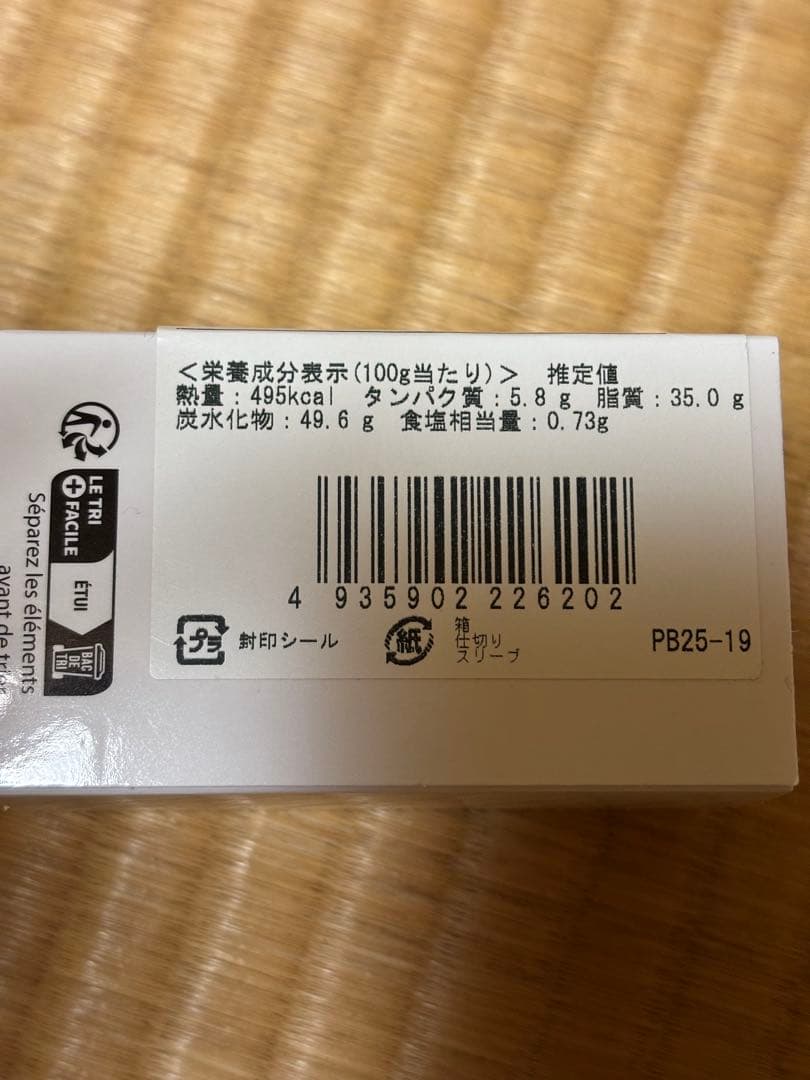 <栄養成分表示(100g当たり)> 推定値
熱量:495kcal タンパク質:5.8 g 脂質:35.0 g
炭水化物:49.6 g 食塩相当量:0.73g
4 935902 226202
プラ 封印シール
紙 箱
仕切り
スリーブ
PB25-19
LE TRI
+ FACILE
ÉTUI
BAC
DE
TRI
Séparez les éléments
avant de trier